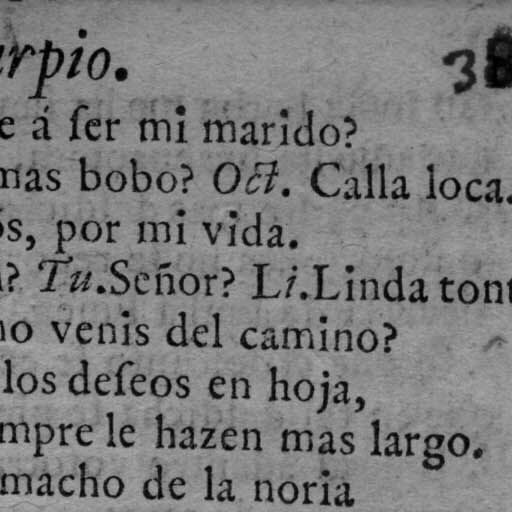 arpio. 38
e á ſer mi marido?
mas bobo? Oct. Calla loca.
os, por mi vida.
? Tu.Señor? Li.Linda tont
no venis del camino?
los deſeos en hoja,
mpre le hazen mas largo.
macho de la noria